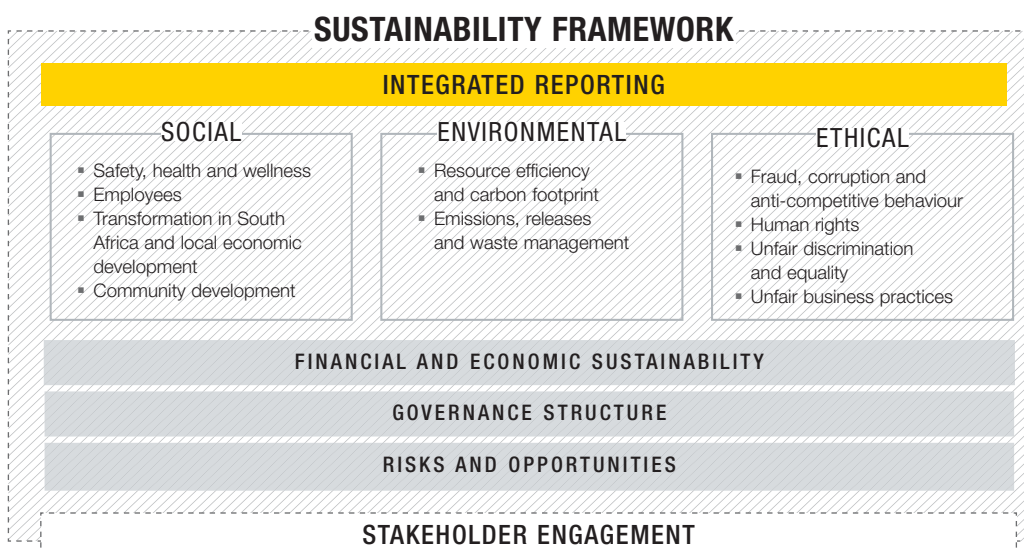 SUSTAINABILITY FRAMEWORK
INTEGRATED REPORTING
SOCIAL
▪ Safety, health and wellness
▪ Employees
▪ Transformation in South
Africa and local economic
development
▪ Community development
ENVIRONMENTAL
▪ Resource efficiency
and carbon footprint
▪ Emissions, releases
and waste management
ETHICAL
▪ Fraud, corruption and
anti-competitive behaviour
▪ Human rights
▪ Unfair discrimination
and equality
▪ Unfair business practices
FINANCIAL AND ECONOMIC SUSTAINABILITY
GOVERNANCE STRUCTURE
RISKS AND OPPORTUNITIES
STAKEHOLDER ENGAGEMENT